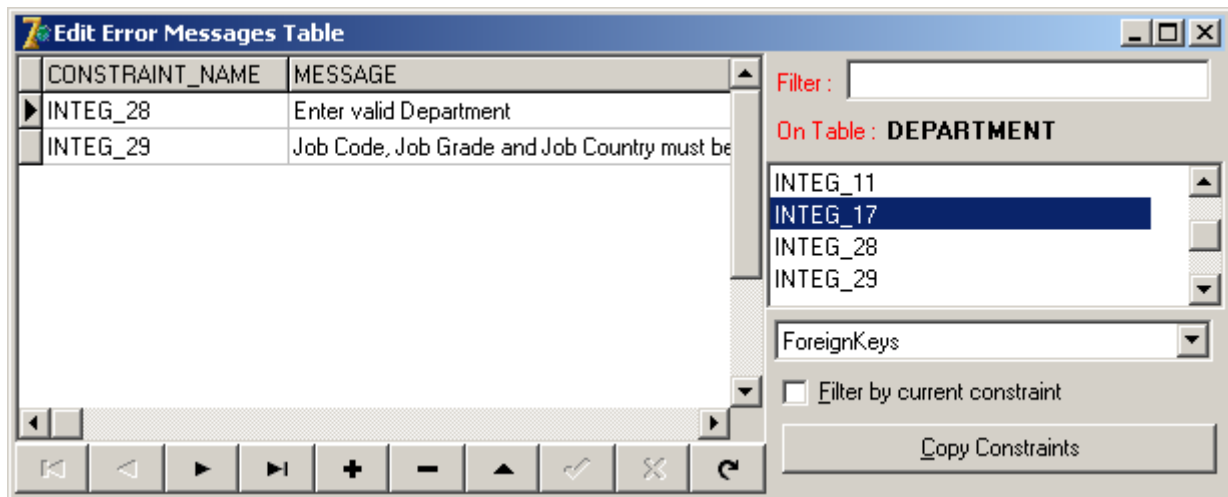 Edit Error Messages Table
CONSTRAINT_NAME MESSAGE
INTEG_28 Enter valid Department
INTEG_29 Job Code, Job Grade and Job Country must be
Filter :
On Table : DEPARTMENT
INTEG_11
INTEG_17
INTEG_28
INTEG_29
ForeignKeys
Filter by current constraint
Copy Constraints